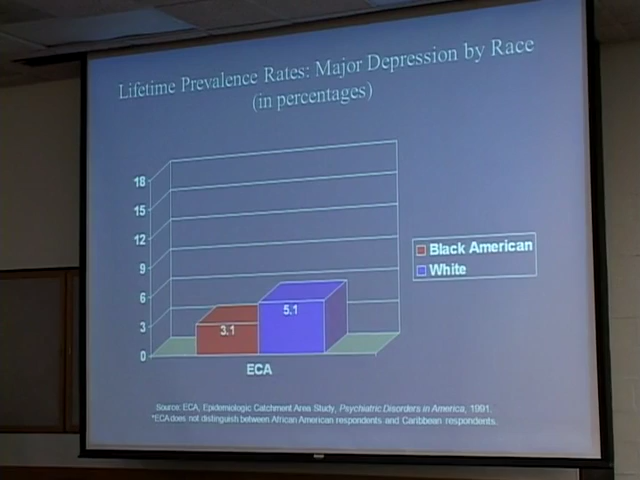 Lifetime Prevalence Rates: Major Depression by Race
(in percentages)
18
15
12
9
6
3
0
3.1
5.1
ECA
Black American
White
Source: ECA, Epidemiologic Catchment Area Study, Psychiatric Disorders in America, 1991.
*ECA does not distinguish between African American respondents and Caribbean respondents.